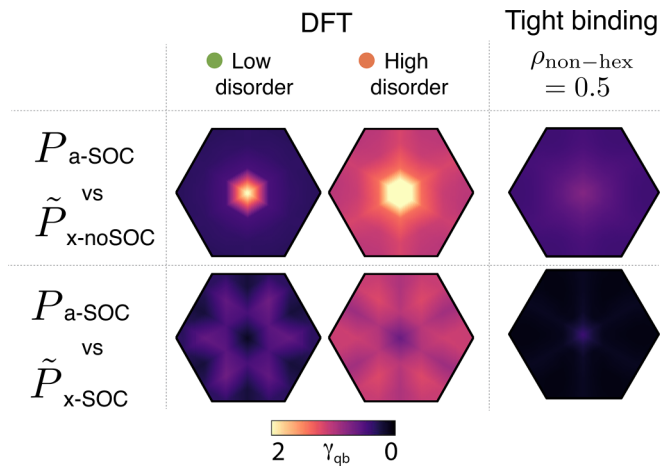 DFT
Tight binding
Low
disorder
High
disorder
ρnon−hex
= 0.5
Pa-SOC
vs
P̃x-noSOC
Pa-SOC
vs
P̃x-SOC
2 γqb 0